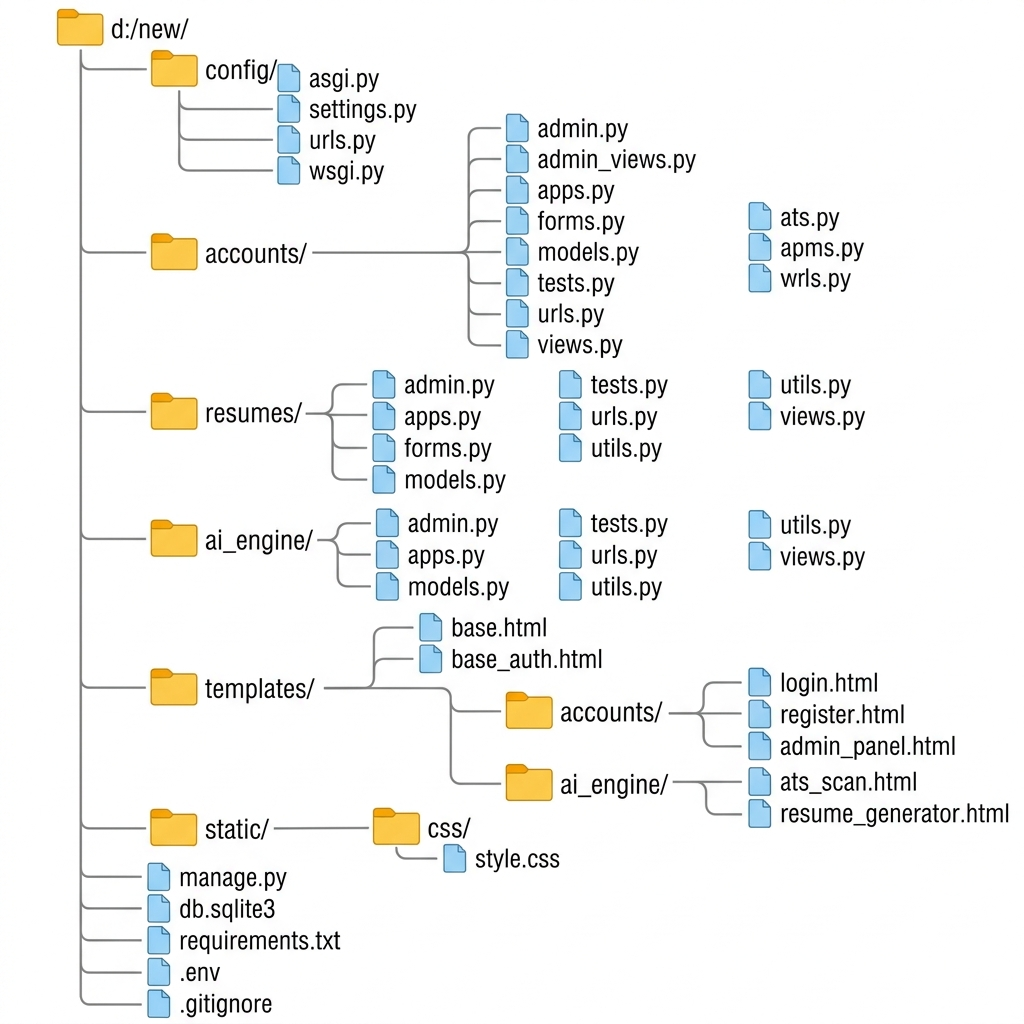 d:/new/
config/
asgi.py
settings.py
urls.py
wsgi.py
accounts/
admin.py
admin_views.py
apps.py
forms.py
models.py
tests.py
urls.py
views.py
ats.py
apms.py
wrls.py
resumes/
admin.py
apps.py
forms.py
models.py
tests.py
urls.py
utils.py
utils.py
views.py
ai_engine/
admin.py
apps.py
models.py
tests.py
urls.py
utils.py
utils.py
views.py
templates/
base.html
base_auth.html
accounts/
login.html
register.html
admin_panel.html
ai_engine/
ats_scan.html
resume_generator.html
static/
css/
style.css
manage.py
db.sqlite3
requirements.txt
.env
.gitignore